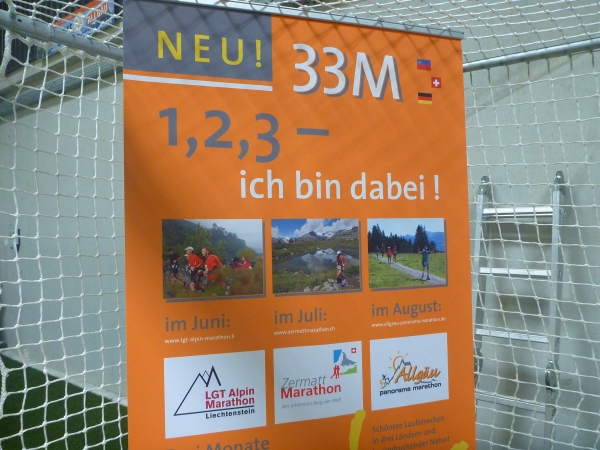 NEU!
33M
1,2,3 –
ich bin dabei !
im Juni:
www.lgt-alpin-marathon.li
im Juli:
www.zermattmarathon.ch
im August:
www.allgaeu-panorama-marathon.de
LGT Alpin
Marathon
Liechtenstein
Zermatt
Marathon
Allgäu
panorama marathon
Monate
Schönste Laufstrecken
in drei Ländern und
Natur!